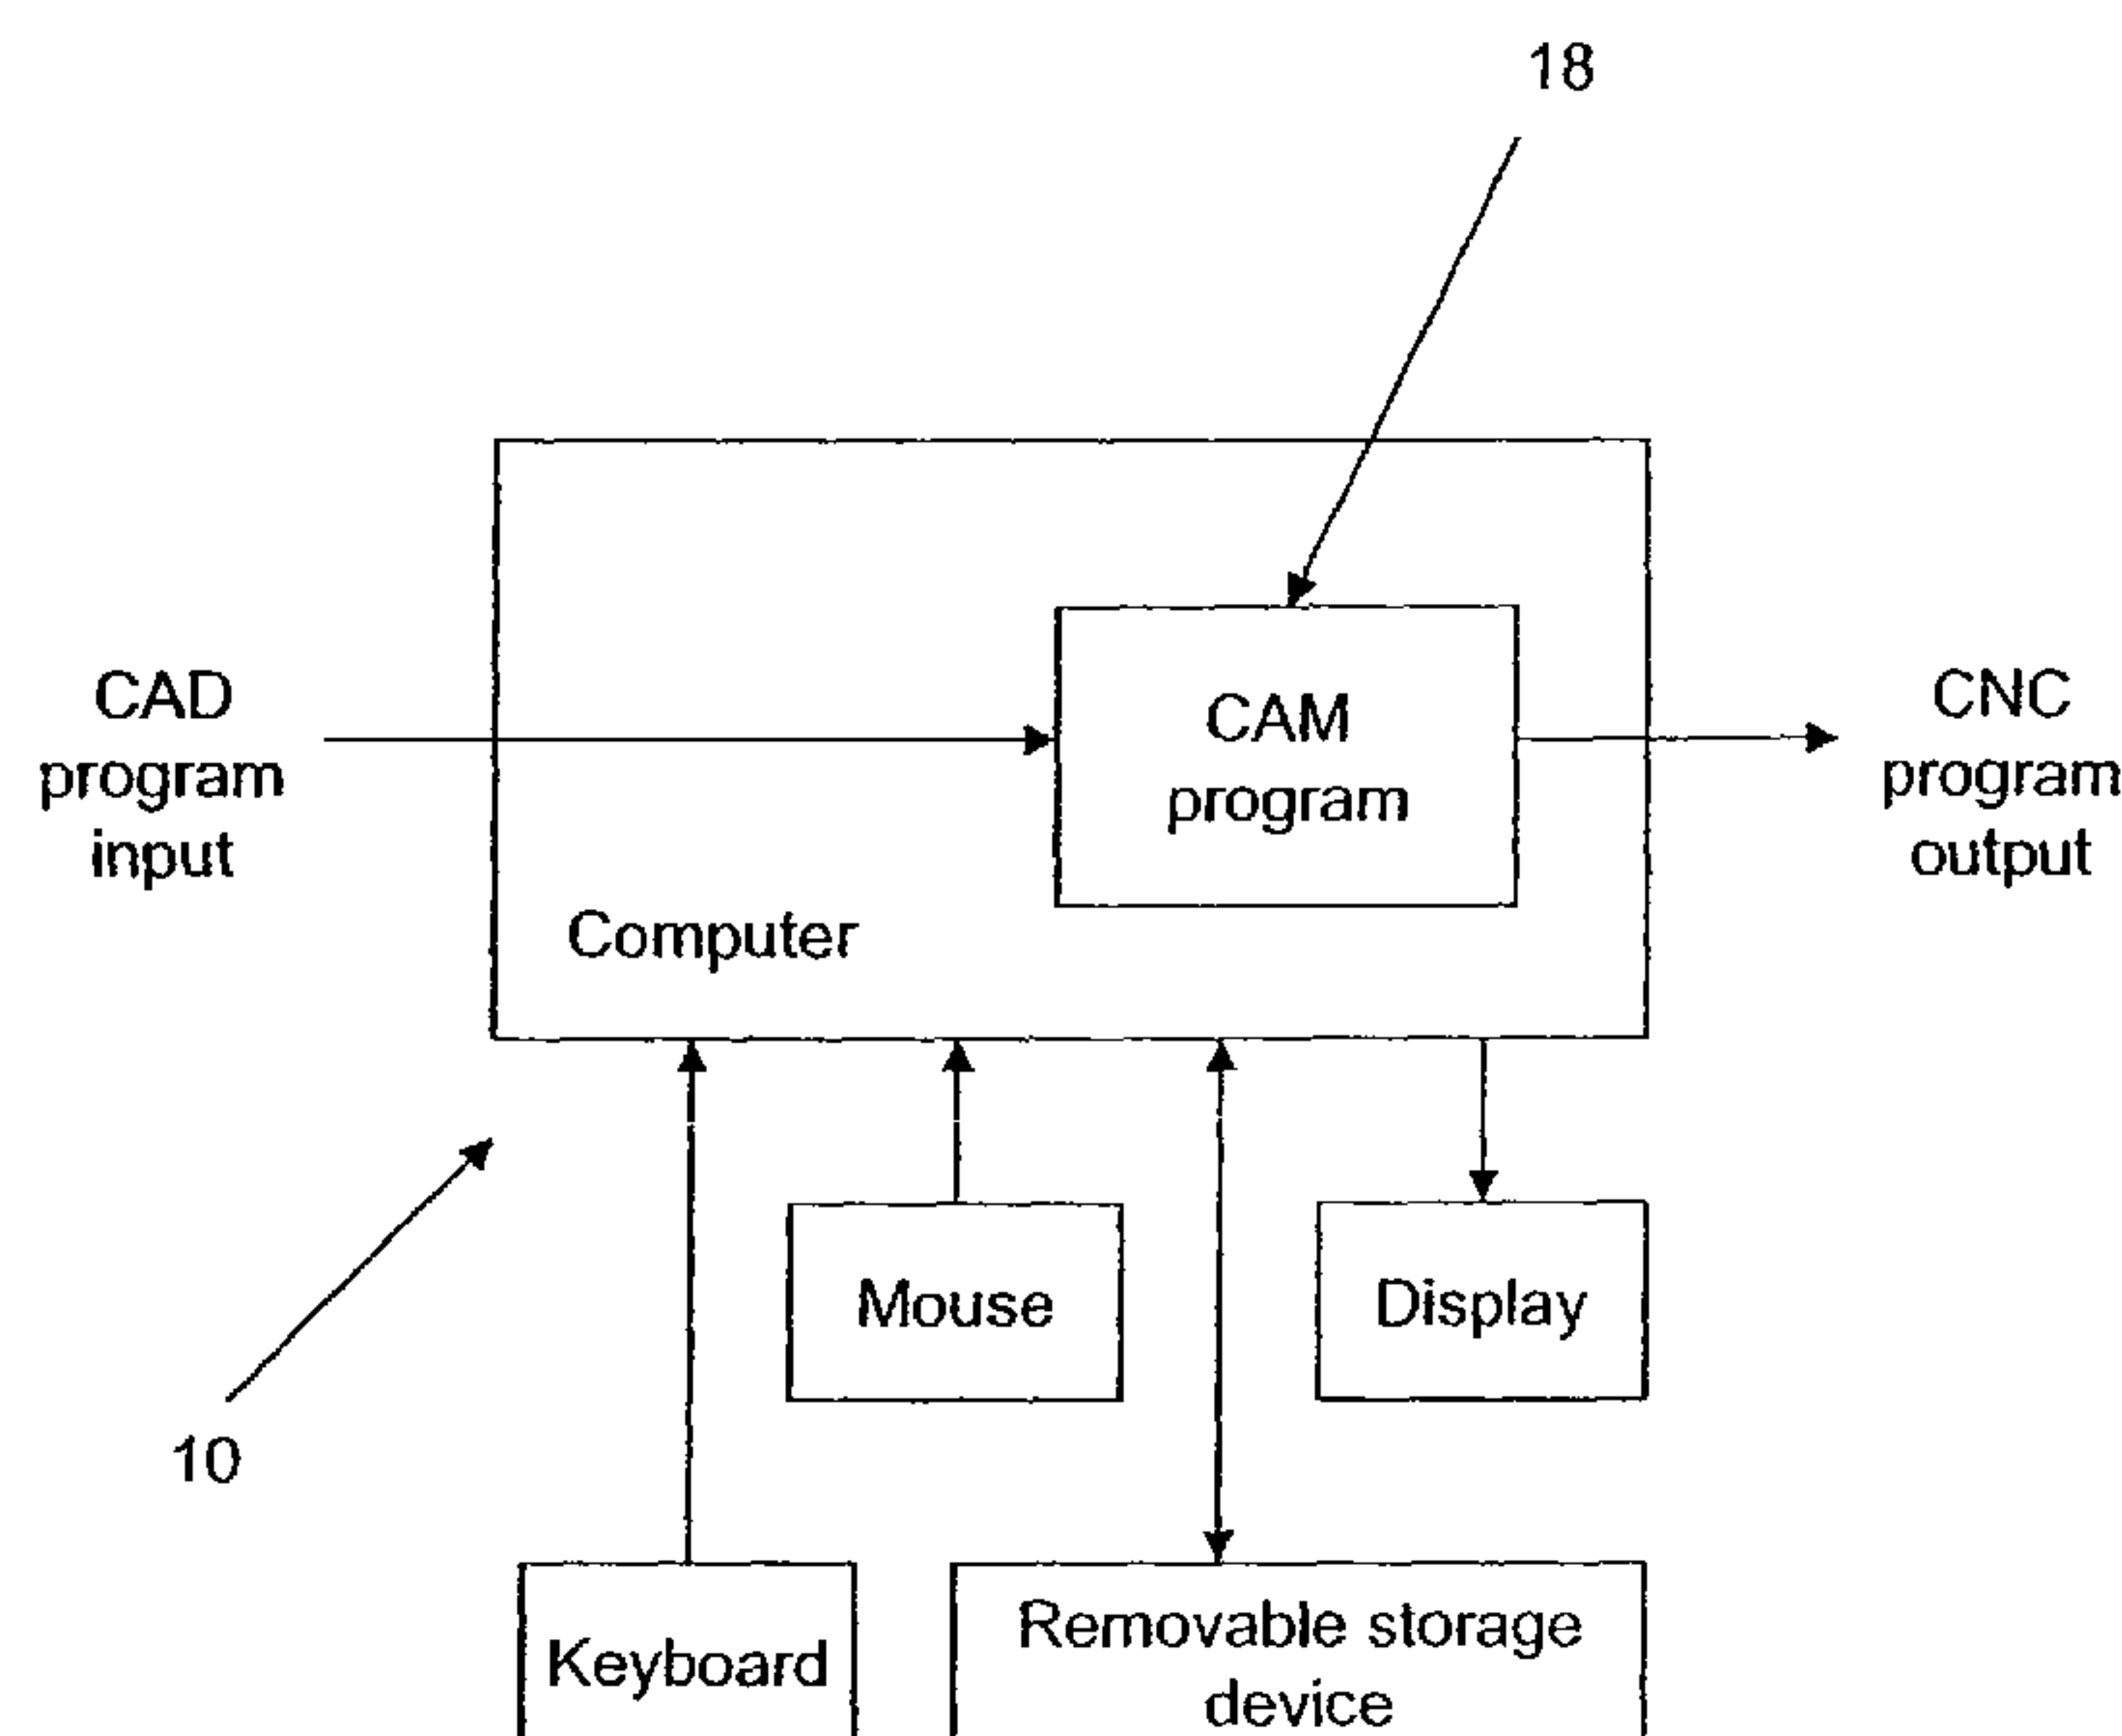 18
CAD
program
input
CAM
program
CNC
program
output
Computer
Mouse
Display
10
Keyboard
Removable storage
device